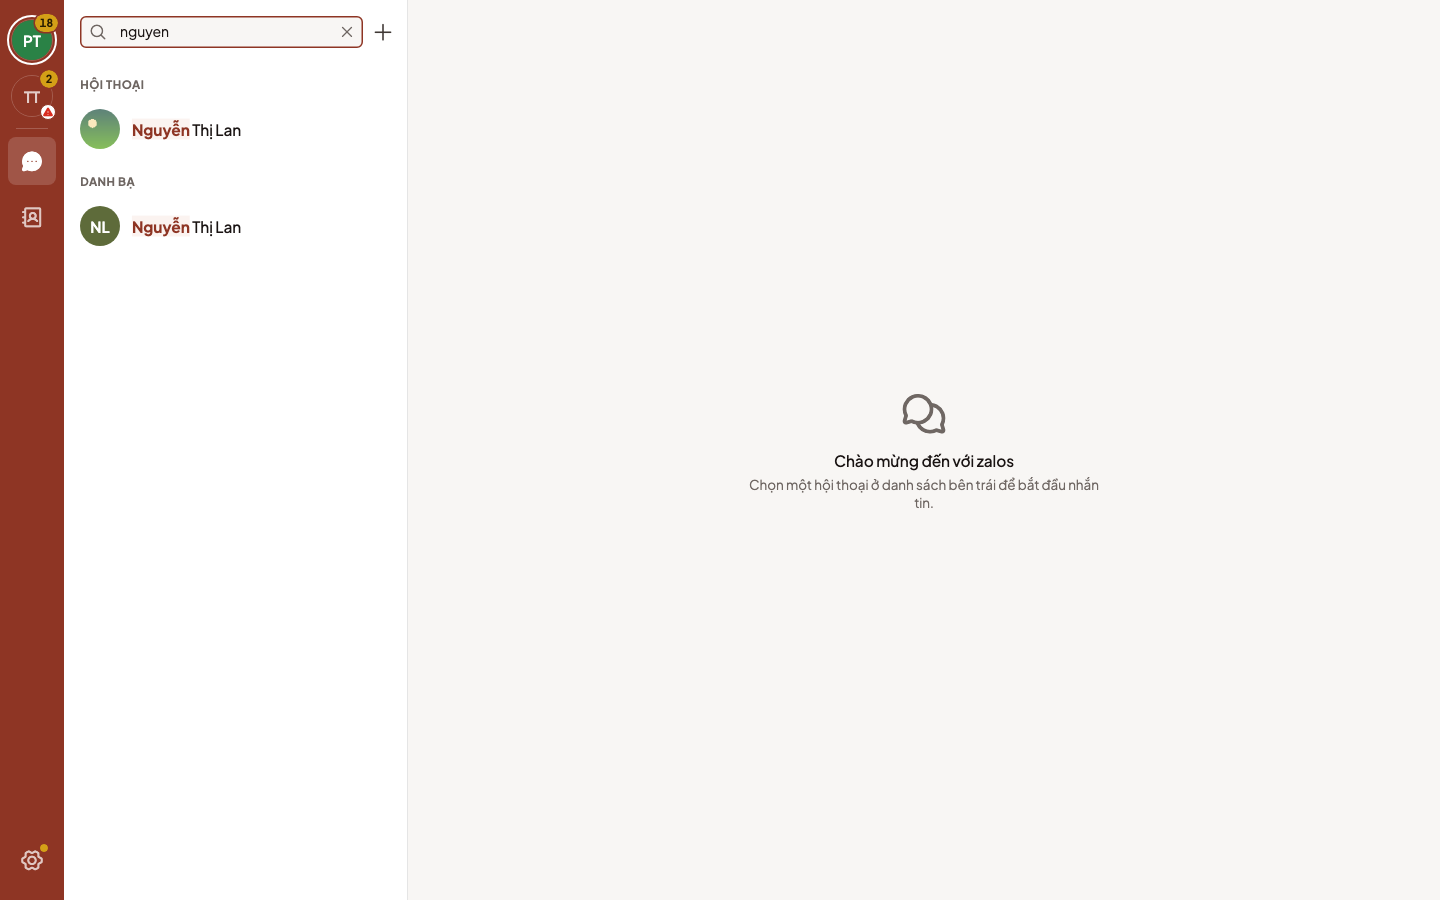 18
PT
2
TT
nguyen
HỘI THOẠI
Nguyễn Thị Lan
DANH BẠ
NL
Nguyễn Thị Lan
Chào mừng đến với zalos
Chọn một hội thoại ở danh sách bên trái để bắt đầu nhắn
tin.